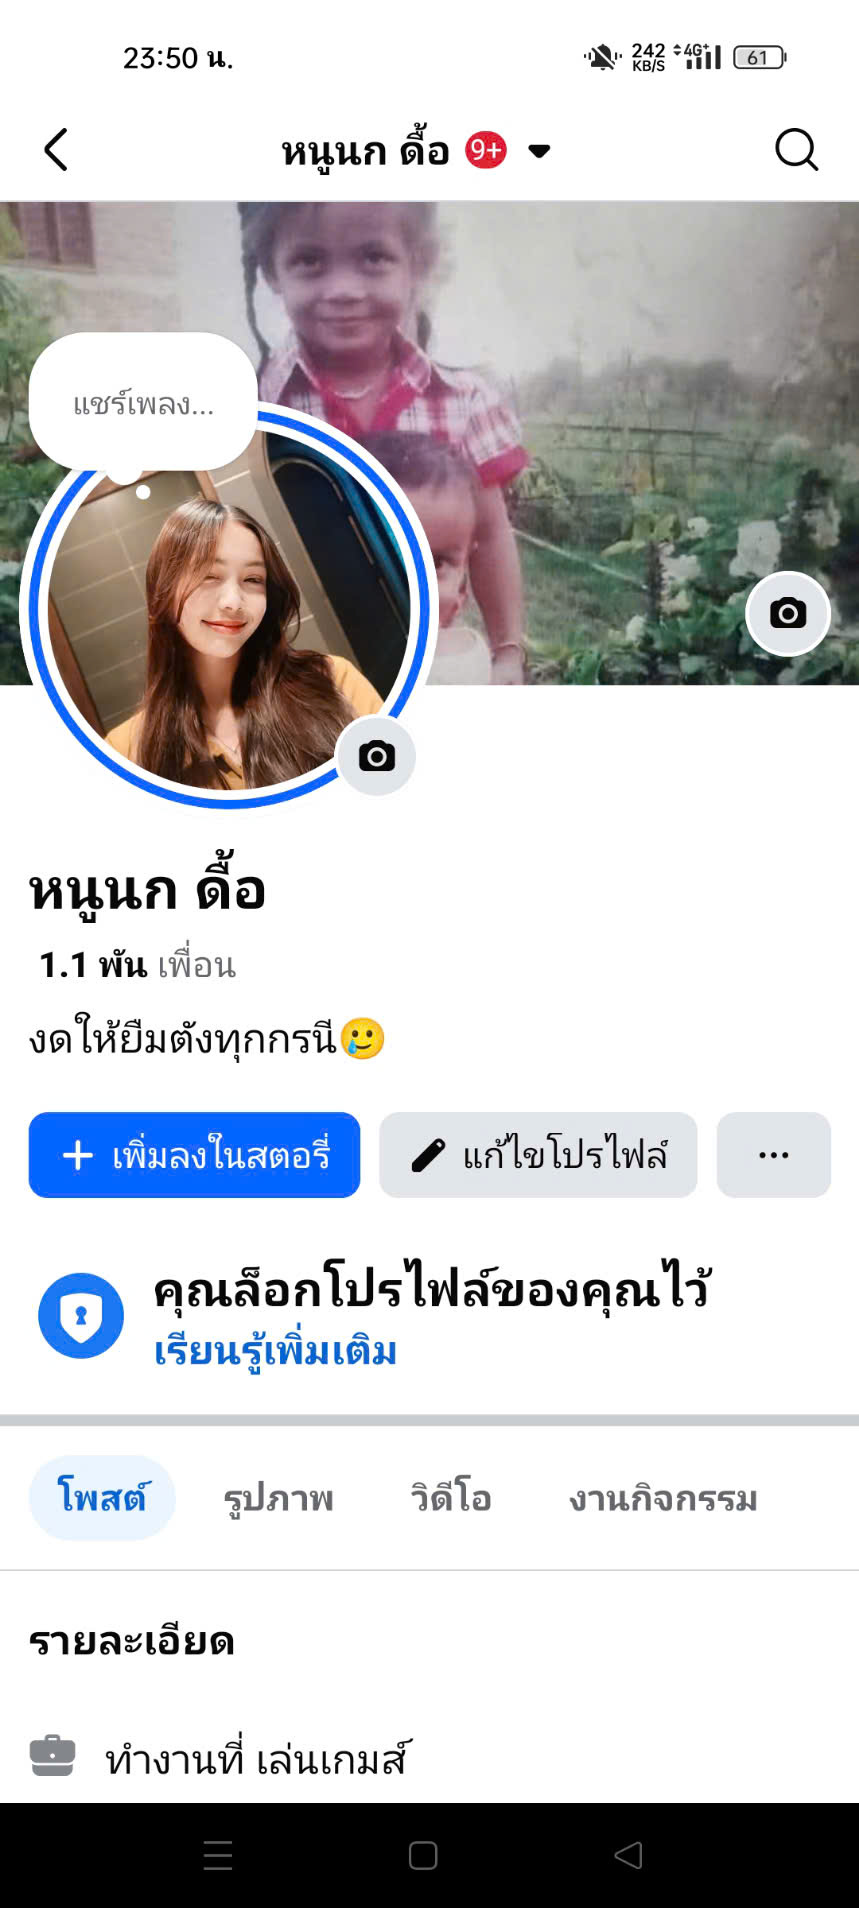 23:50 น.
242 KB/S 4G+ 61
หนูนก ดื้อ 9+
แชร์เพลง...
หนูนก ดื้อ
1.1 พัน เพื่อน
งดให้ยืมตังทุกกรนี🥲
+ เพิ่มลงในสตอรี่
แก้ไขโปรไฟล์
...
คุณล็อกโปรไฟล์ของคุณไว้
เรียนรู้เพิ่มเติม
โพสต์ รูปภาพ วิดีโอ งานกิจกรรม
รายละเอียด
ทำงานที่ เล่นเกมส์